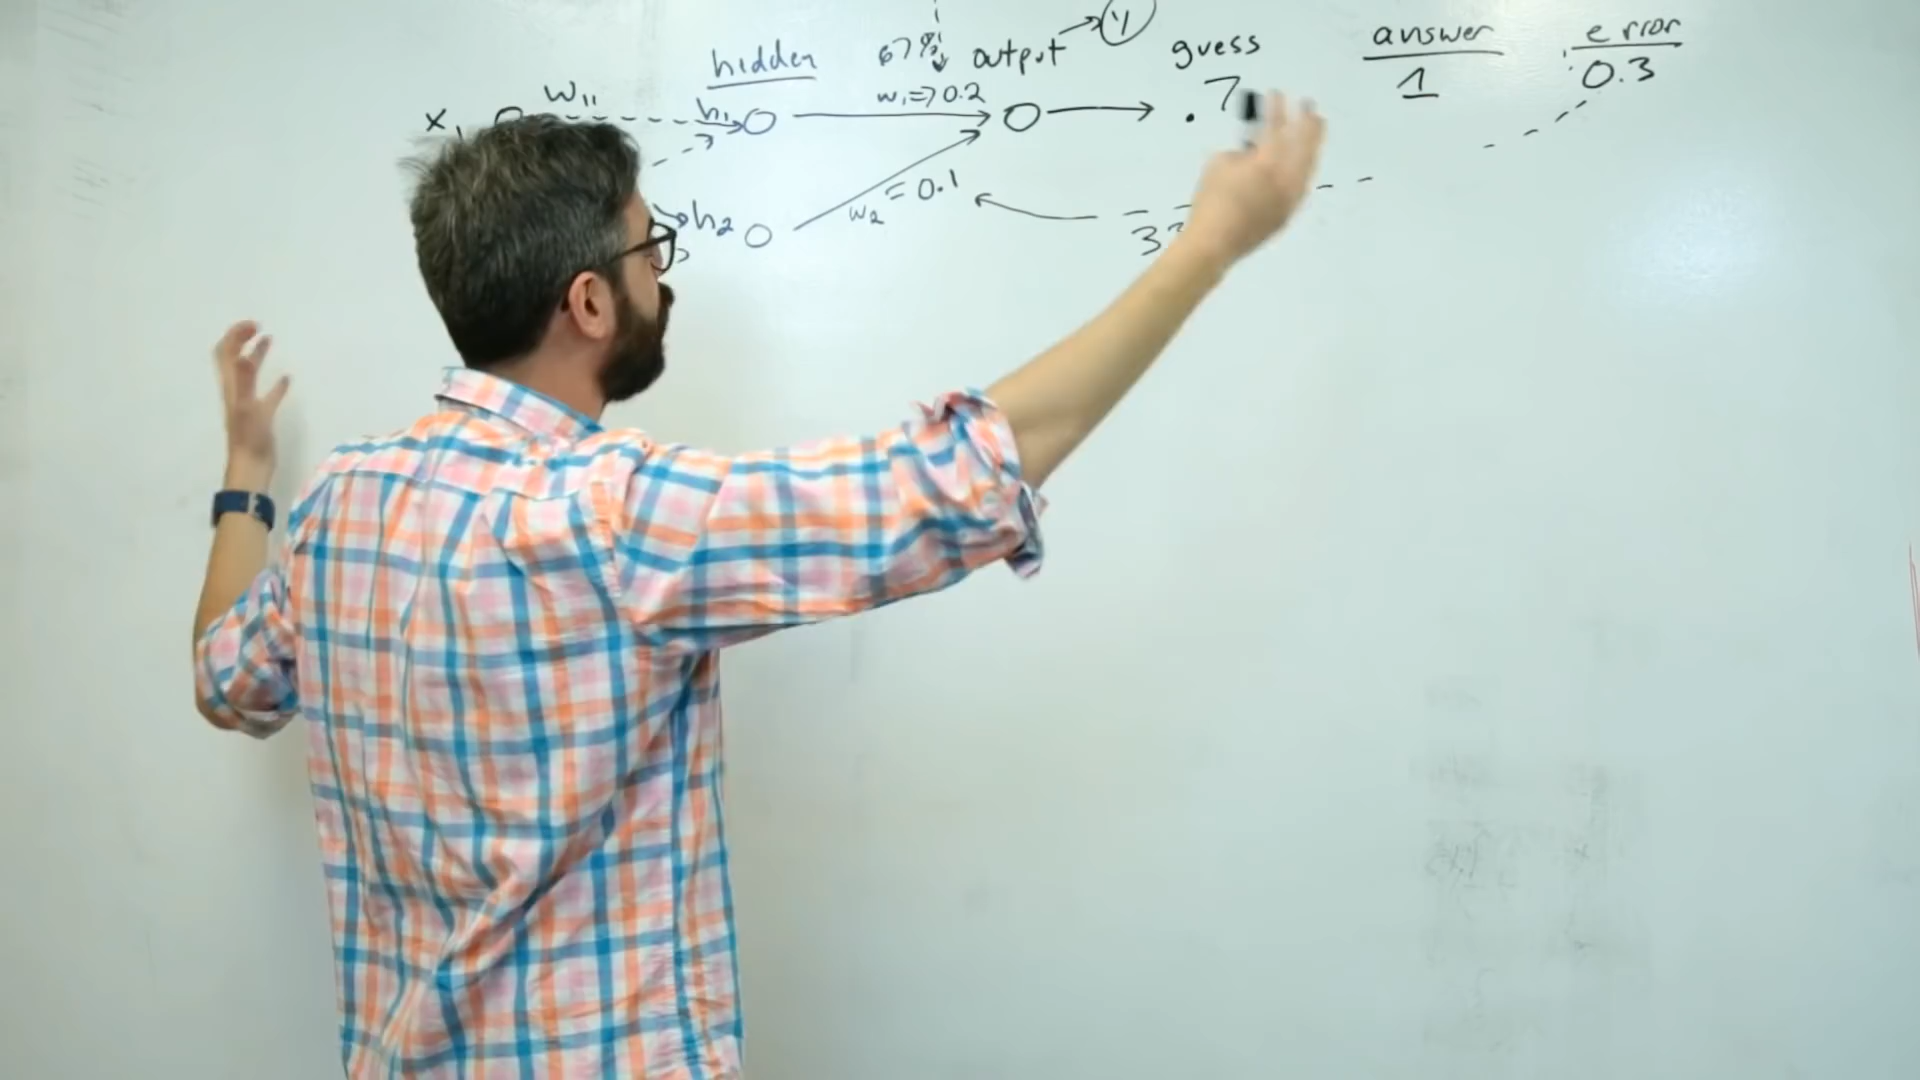 hidden
67%
output
y
guess
answer
error
x1
w11
h1
w1 => 0.2
.7
1
0.3
h2
w2 = 0.1